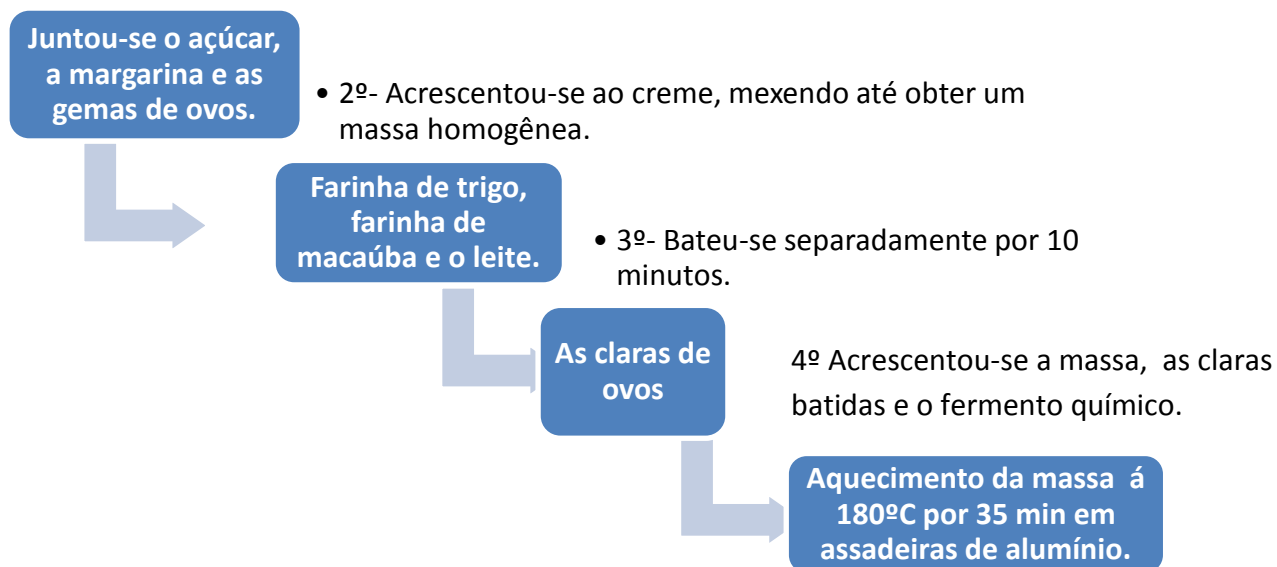 Juntou-se o açúcar,
a margarina e as
gemas de ovos.
• 2º- Acrescentou-se ao creme, mexendo até obter um
massa homogênea.
Farinha de trigo,
farinha de
macaúba e o leite.
• 3º- Bateu-se separadamente por 10
minutos.
As claras de
ovos
4º Acrescentou-se a massa, as claras
batidas e o fermento químico.
Aquecimento da massa á
180ºC por 35 min em
assadeiras de alumínio.